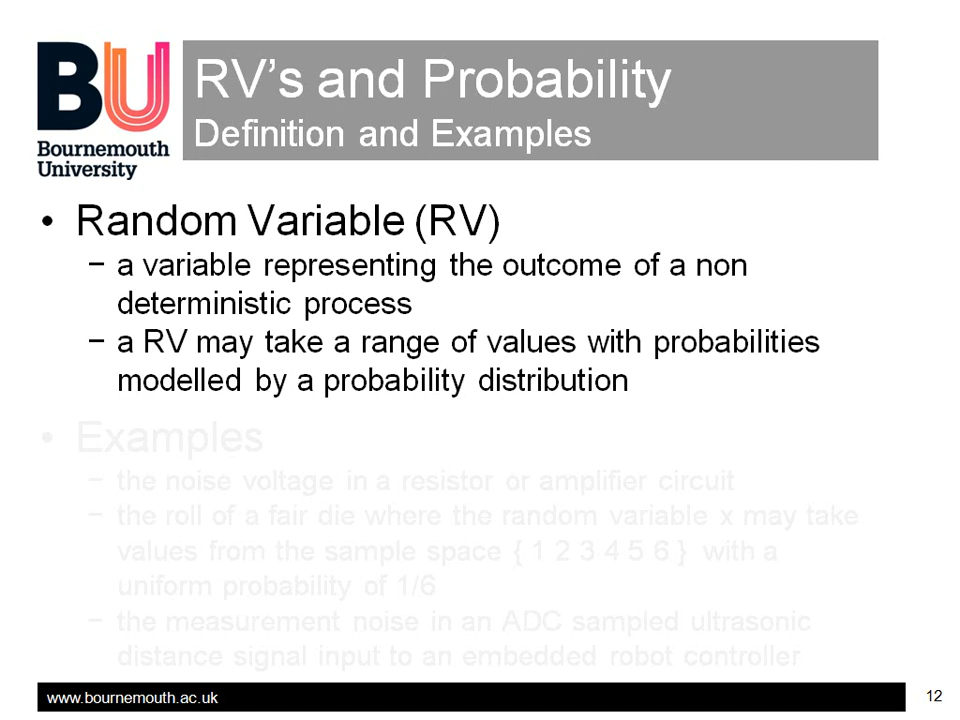 BU
Bournemouth
University
RV's and Probability
Definition and Examples
• Random Variable (RV)
− a variable representing the outcome of a non
deterministic process
− a RV may take a range of values with probabilities
modelled by a probability distribution
• Examples
− the noise voltage in a resistor or amplifier circuit
− the roll of a fair die where the random variable x may take
values from the sample space { 1 2 3 4 5 6 } with a
uniform probability of 1/6
− the measurement noise in an ADC sampled ultrasonic
distance signal input to an embedded robot controller
www.bournemouth.ac.uk
12